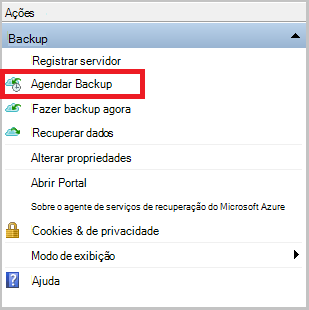 Ações
Backup
Registrar servidor
Agendar Backup
Fazer backup agora
Recuperar dados
Alterar propriedades
Abrir Portal
Sobre o agente de serviços de recuperação do Microsoft Azure
Cookies & de privacidade
Modo de exibição
Ajuda